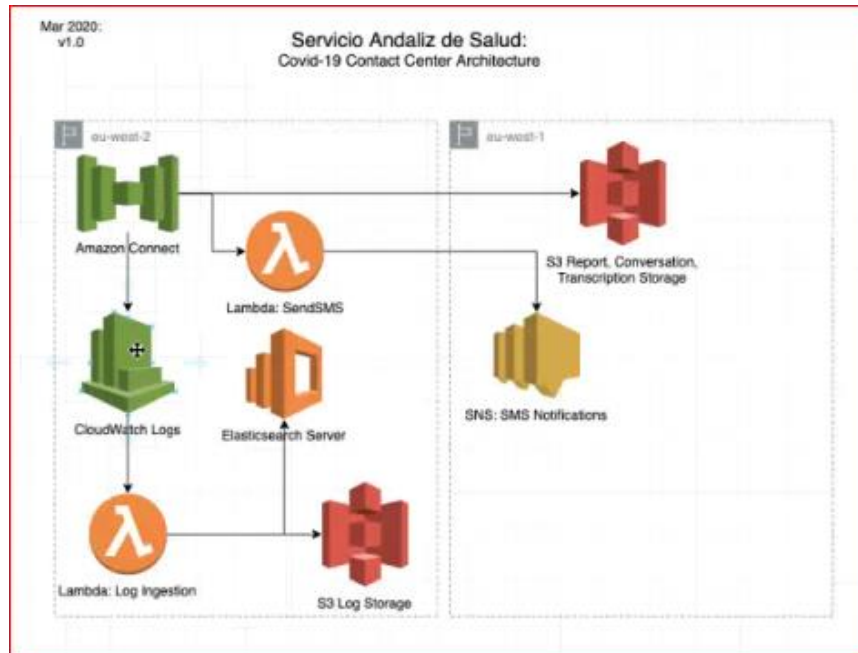 Mar 2020:
v1.0
Servicio Andaliz de Salud:
Covid-19 Contact Center Architecture
eu-west-2
eu-west-1
Amazon Connect
Lambda: SendSMS
S3 Report, Conversation,
Transcription Storage
CloudWatch Logs
Elasticsearch Server
SNS: SMS Notifications
Lambda: Log Ingestion
S3 Log Storage